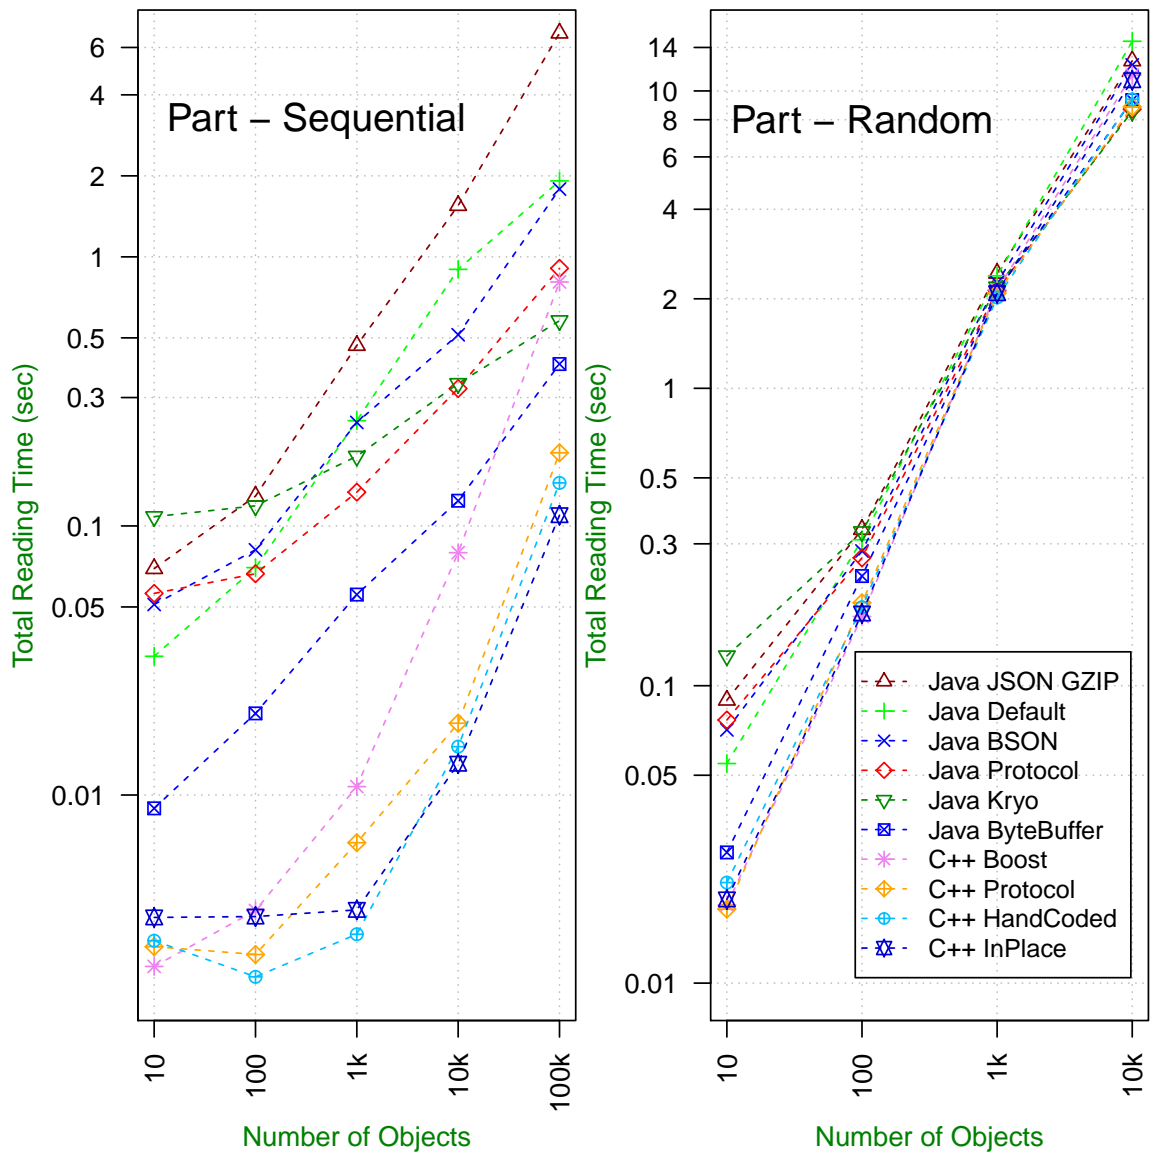 Part – Sequential
Total Reading Time (sec)
6
4
2
1
0.5
0.3
0.1
0.05
0.01
10
100
1k
10k
100k
Number of Objects
Part – Random
Total Reading Time (sec)
14
10
8
6
4
2
1
0.5
0.3
0.1
0.05
0.01
Java JSON GZIP
Java Default
Java BSON
Java Protocol
Java Kryo
Java ByteBuffer
C++ Boost
C++ Protocol
C++ HandCoded
C++ InPlace
10
100
1k
10k
Number of Objects